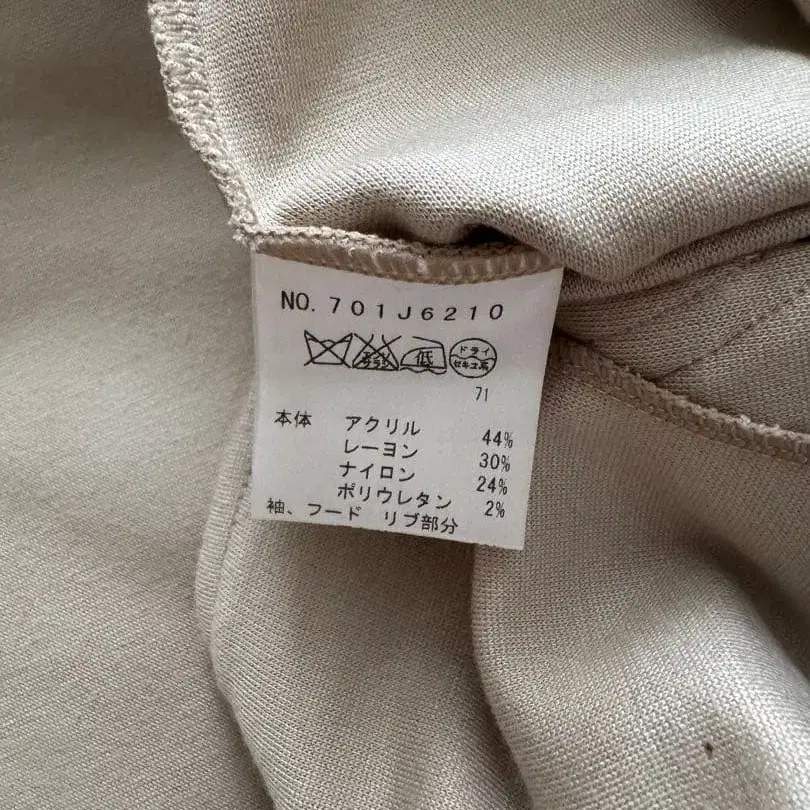 NO. 701J6210
低 ドライ セキユ系
71
本体 アクリル 44%
レーヨン 30%
ナイロン 24%
ポリウレタン 2%
袖、フード リブ部分